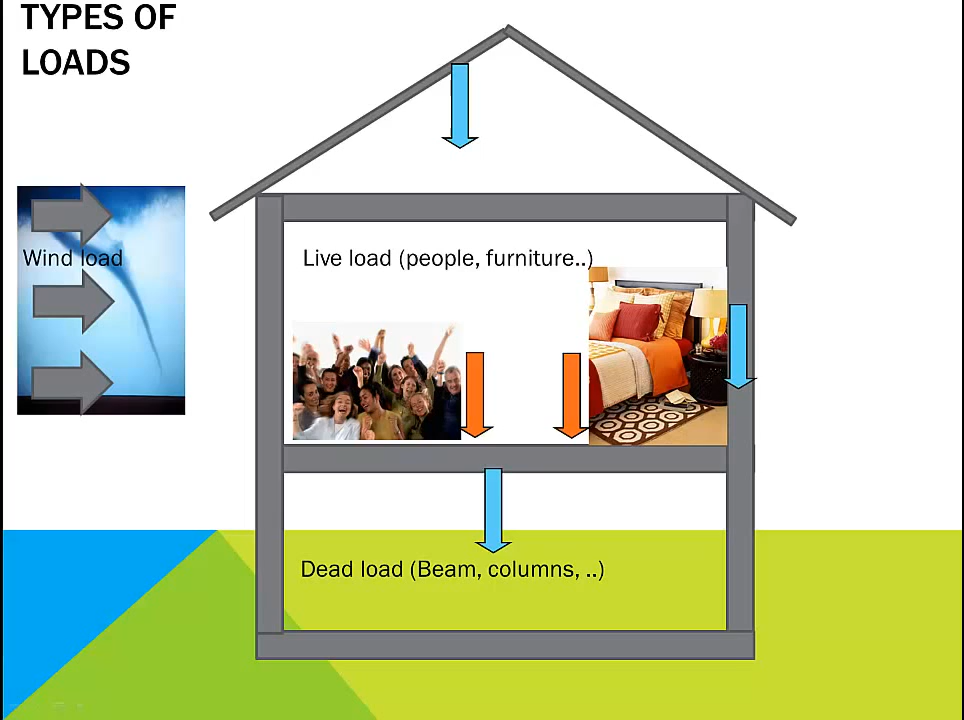 TYPES OF
LOADS
Wind load
Live load (people, furniture..)
Dead load (Beam, columns, ..)